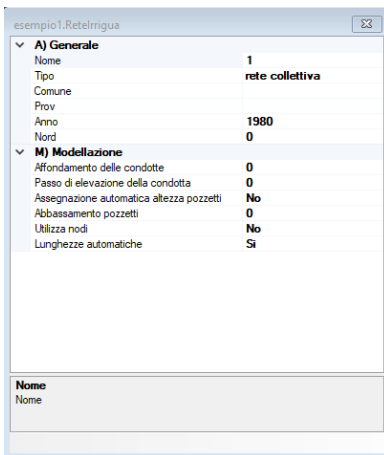 esempio1.ReteIrrigua
A) Generale
Nome 1
Tipo rete collettiva
Comune
Prov
Anno 1980
Nord 0
M) Modellazione
Affondamento delle condotte 0
Passo di elevazione della condotta 0
Assegnazione automatica altezza pozzetti No
Abbassamento pozzetti 0
Utilizza nodi No
Lunghezze automatiche Sì
Nome
Nome